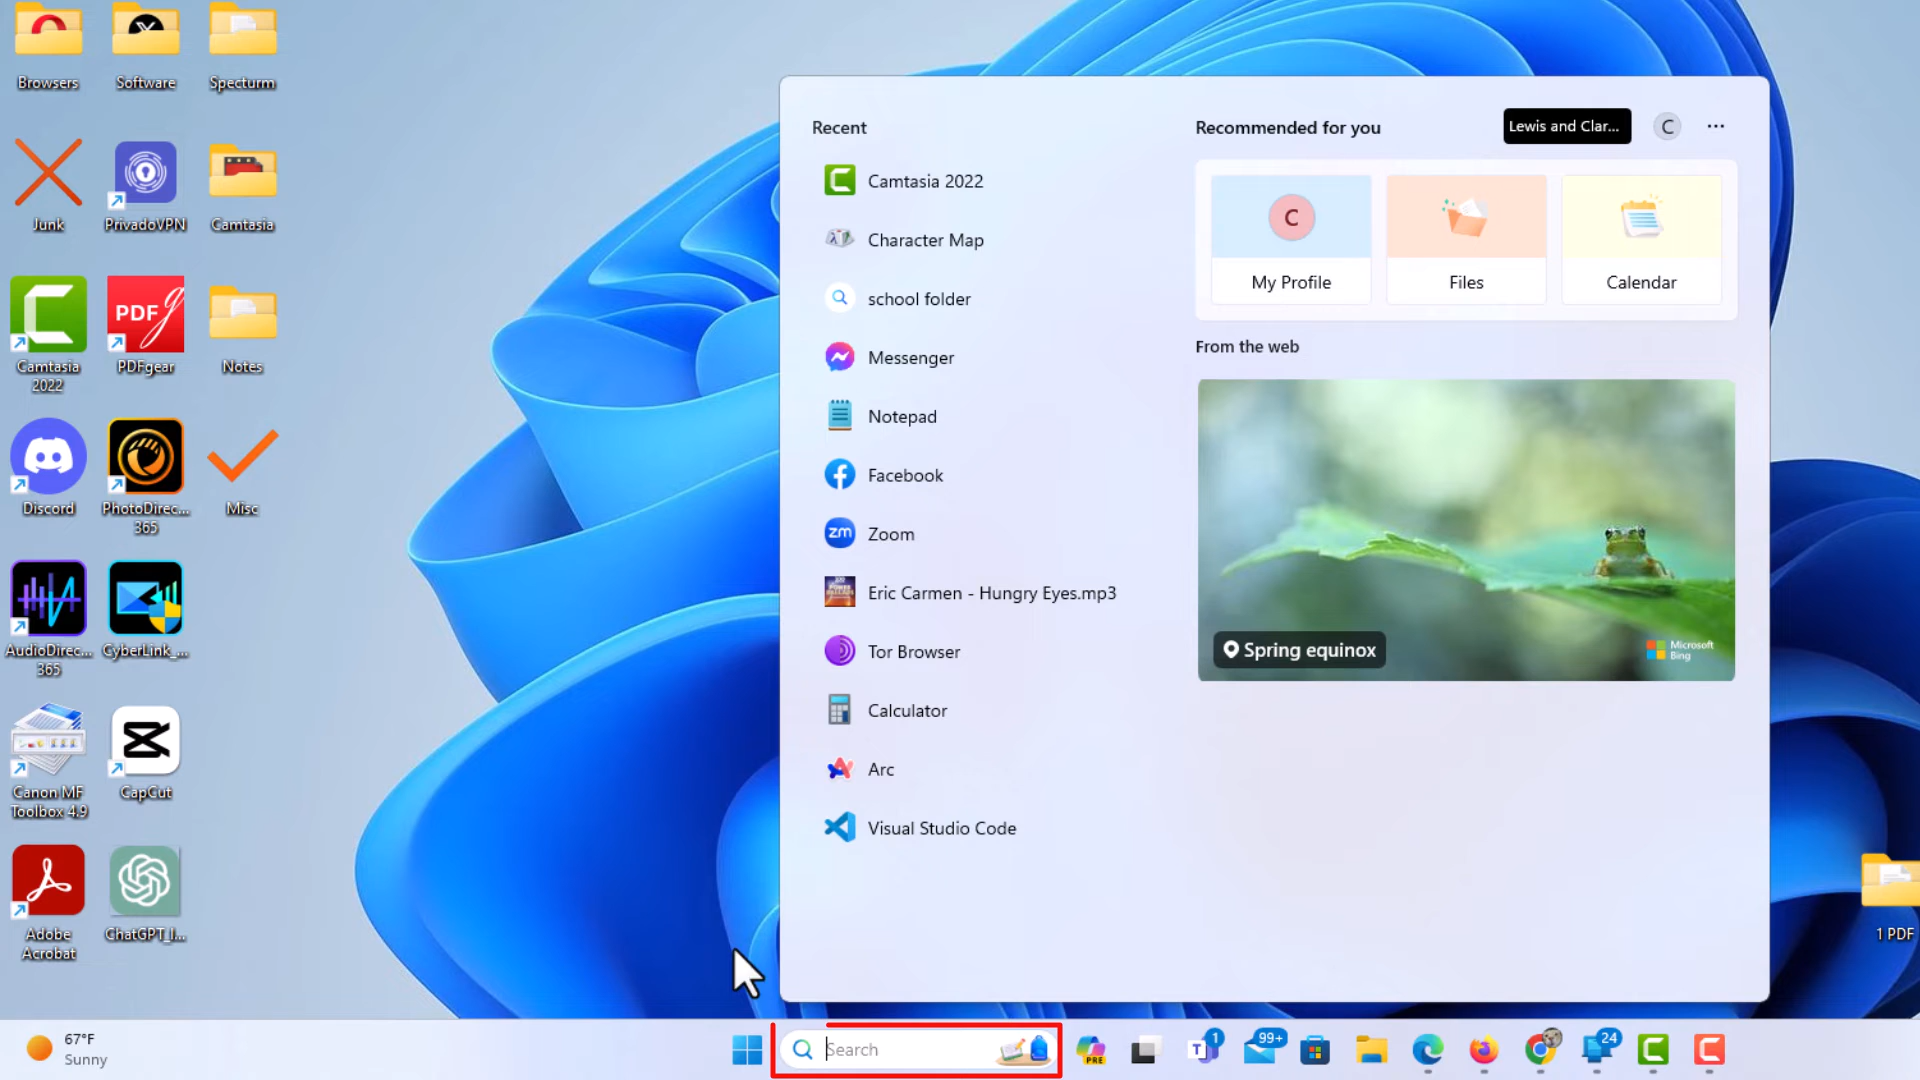 Browsers
Software
Specturm
Junk
PrivadoVPN
Camtasia
PDF
Camtasia
2022
PDFgear
Notes
Discord
PhotoDirec...
365
Misc
AudioDirec...
365
CyberLink_...
Canon MF
Toolbox 4.9
CapCut
Adobe
Acrobat
ChatGPT_I...
1 PDF
Recent
Camtasia 2022
Character Map
school folder
Messenger
Notepad
Facebook
zm
Zoom
Eric Carmen - Hungry Eyes.mp3
Tor Browser
Calculator
Arc
Visual Studio Code
Recommended for you
Lewis and Clar...
C
C
My Profile
Files
Calendar
From the web
Spring equinox
Microsoft
Bing
67°F
Sunny
Search
PRE
T
1
99+
24